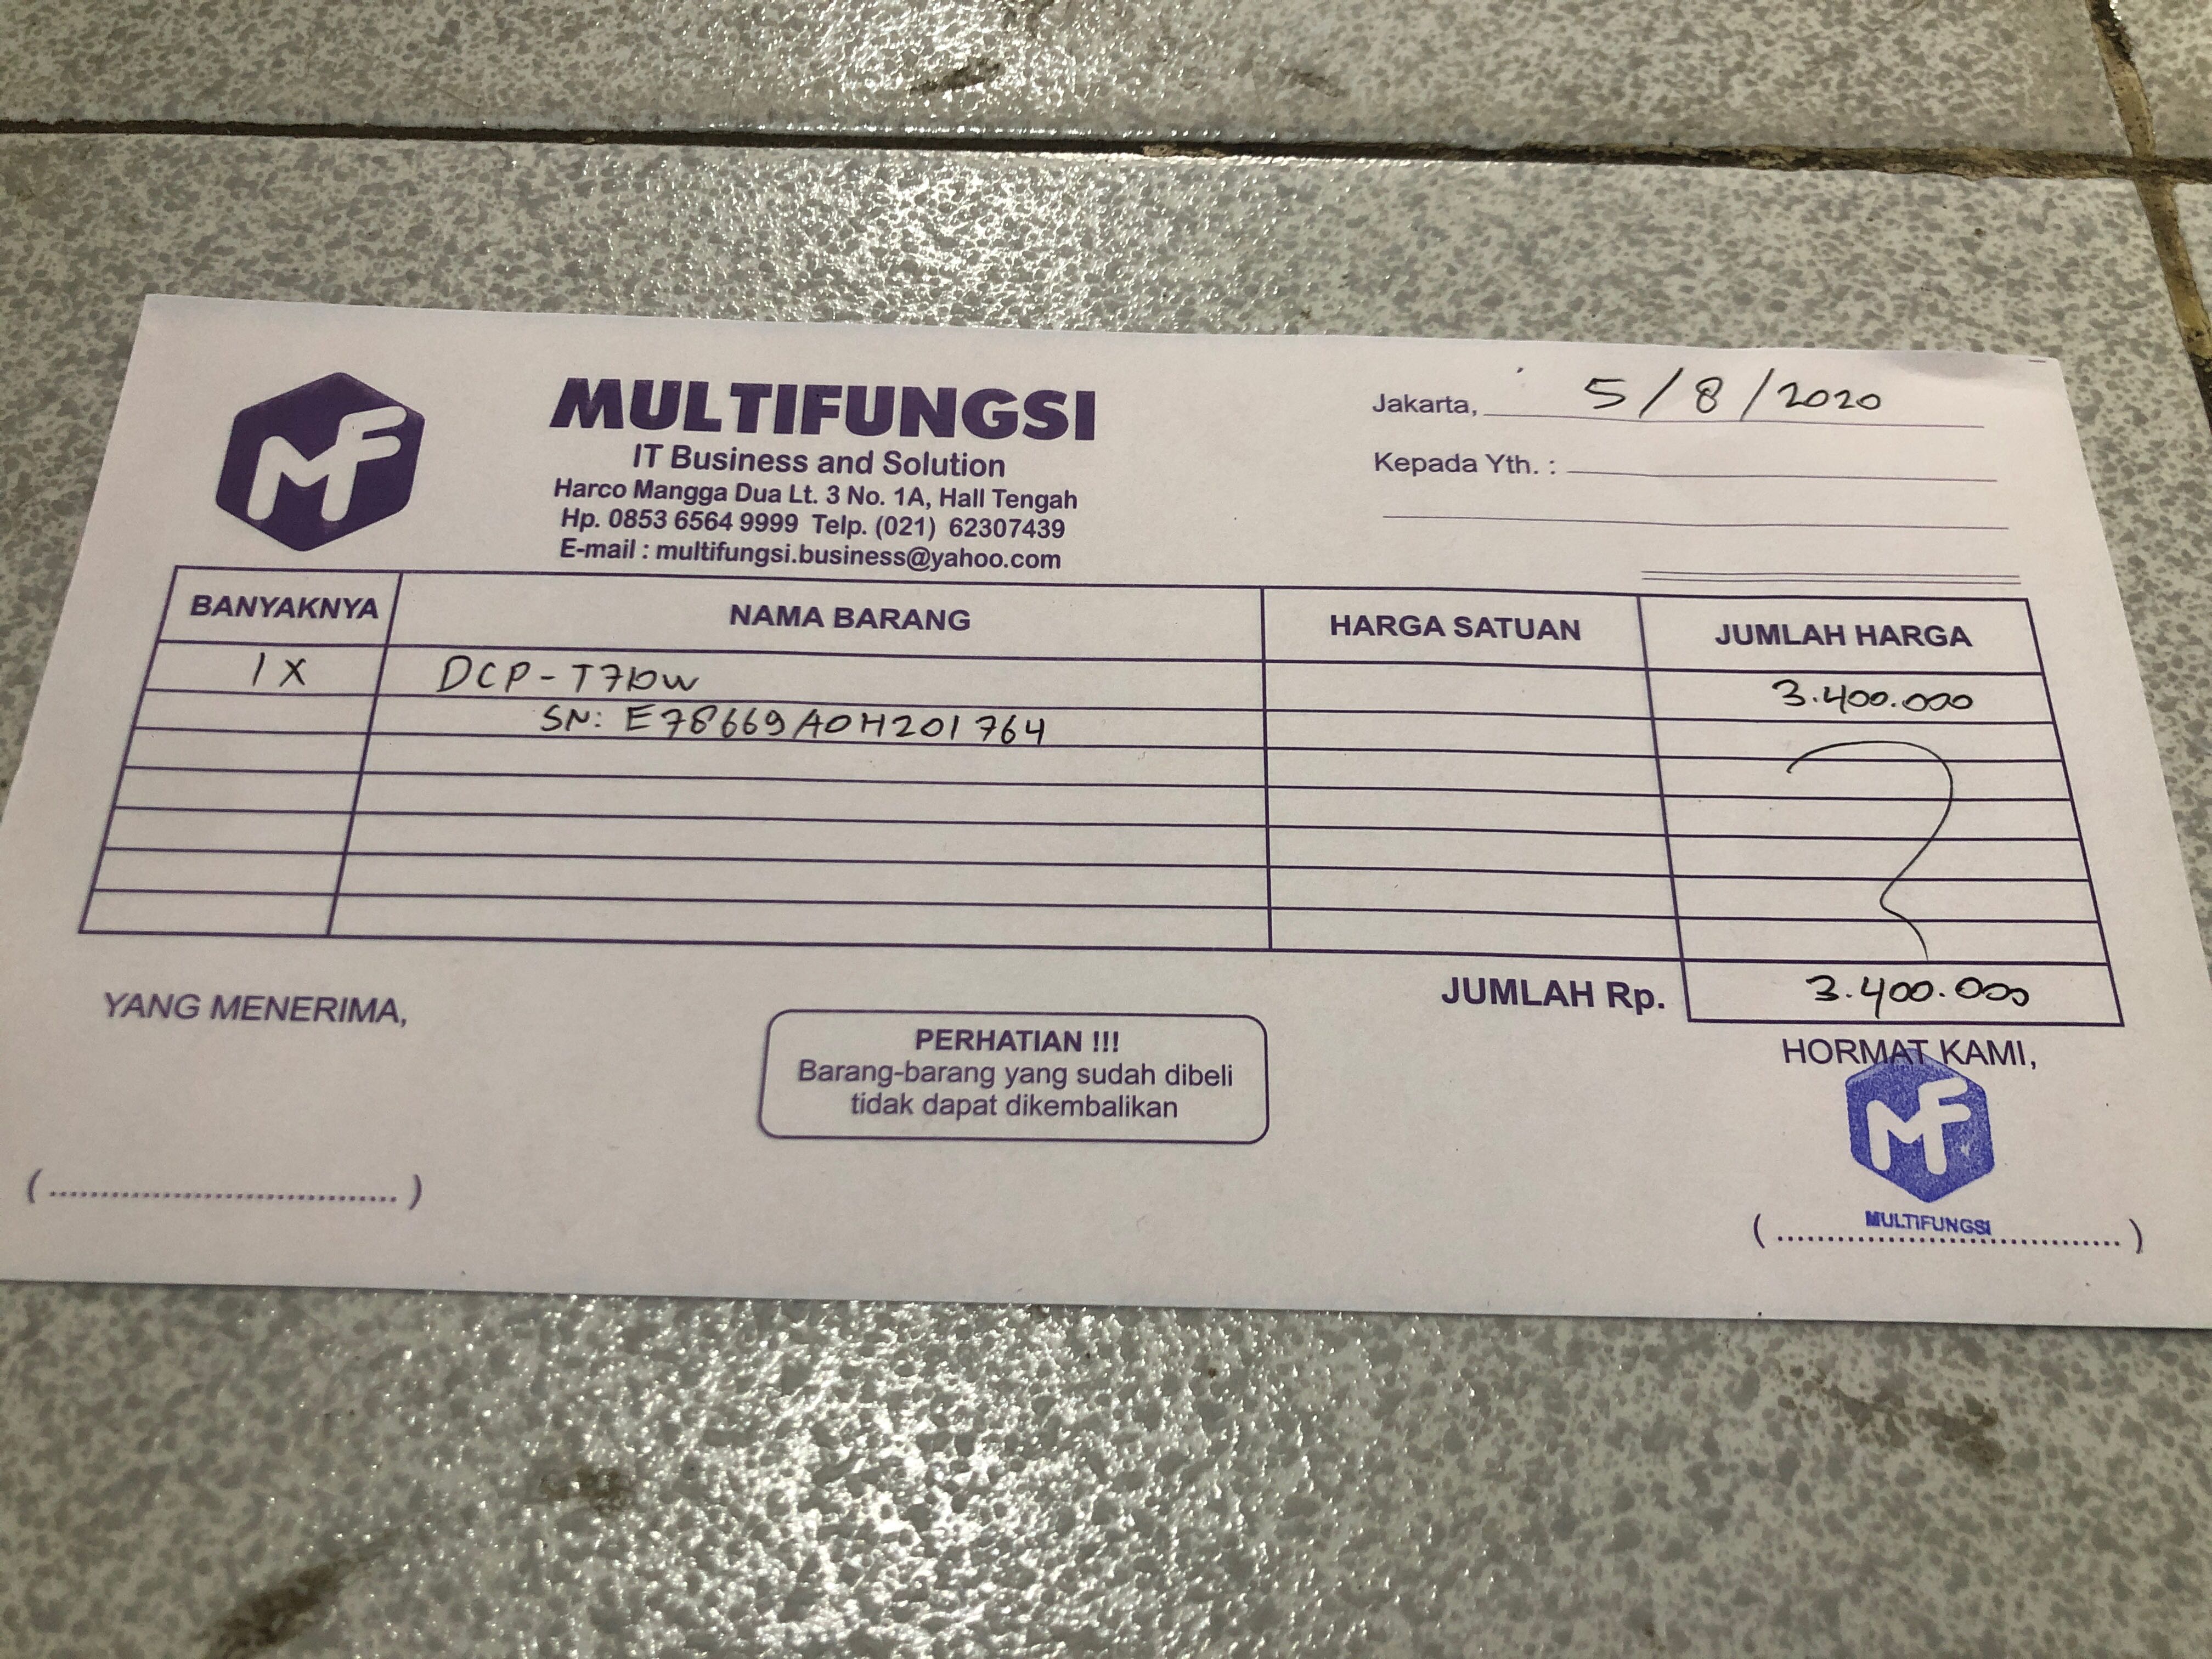 MF
MULTIFUNGSI
IT Business and Solution
Harco Mangga Dua Lt. 3 No. 1A, Hall Tengah
Hp. 0853 6564 9999 Telp. (021) 62307439
E-mail : multifungsi.business@yahoo.com
Jakarta, 5/8/2020
Kepada Yth. :
BANYAKNYA NAMA BARANG HARGA SATUAN JUMLAH HARGA
1 X DCP-T710W 3.400.000
SN: E78669A0H201764
JUMLAH Rp. 3.400.000
YANG MENERIMA,
PERHATIAN !!!
Barang-barang yang sudah dibeli
tidak dapat dikembalikan
HORMAT KAMI,
MF
MULTIFUNGSI